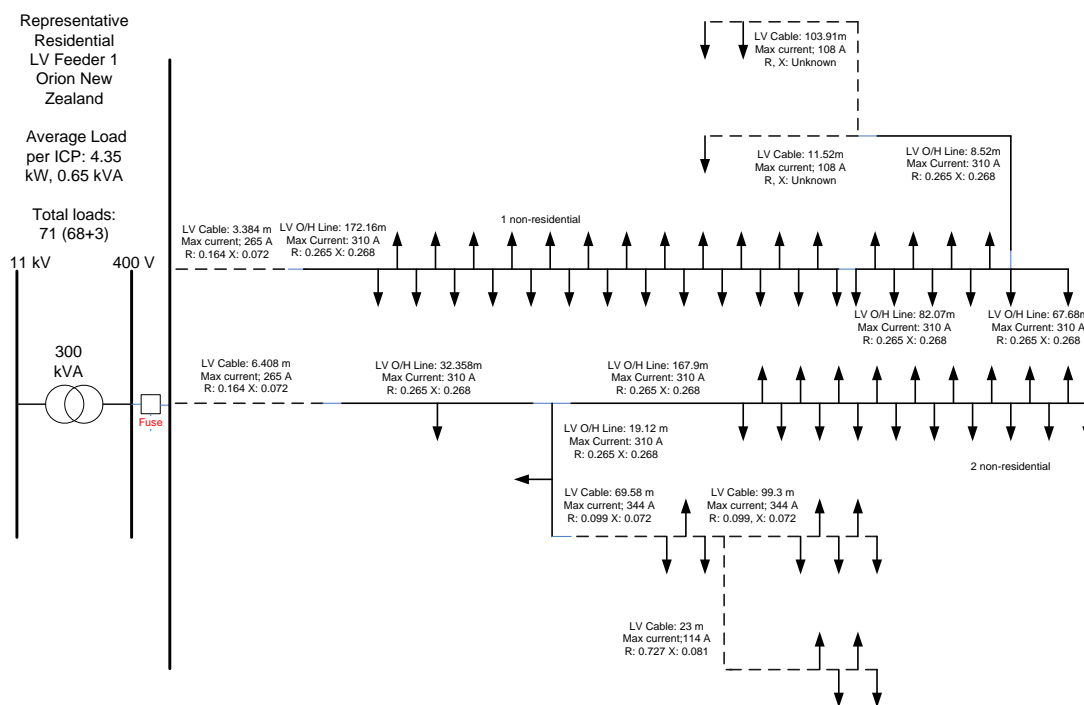 Representative
Residential
LV Feeder 1
Orion New
Zealand
Average Load
per ICP: 4.35
kW, 0.65 kVA
Total loads:
71 (68+3)
11 kV
400 V
300
kVA
Fuse
LV Cable: 103.91m
Max current; 108 A
R, X: Unknown
LV Cable: 11.52m
Max current; 108 A
R, X: Unknown
LV O/H Line: 8.52m
Max Current: 310 A
R: 0.265 X: 0.268
1 non-residential
LV Cable: 3.384 m
Max current; 265 A
R: 0.164 X: 0.072
LV O/H Line: 172.16m
Max Current: 310 A
R: 0.265 X: 0.268
LV O/H Line: 82.07m
Max Current: 310 A
R: 0.265 X: 0.268
LV O/H Line: 67.68m
Max Current: 310 A
R: 0.265 X: 0.268
LV Cable: 6.408 m
Max current; 265 A
R: 0.164 X: 0.072
LV O/H Line: 32.358m
Max Current: 310 A
R: 0.265 X: 0.268
LV O/H Line: 167.9m
Max Current: 310 A
R: 0.265 X: 0.268
LV O/H Line: 19.12 m
Max Current: 310 A
R: 0.265 X: 0.268
2 non-residential
LV Cable: 69.58 m
Max current; 344 A
R: 0.099 X: 0.072
LV Cable: 99.3 m
Max current; 344 A
R: 0.099, X: 0.072
LV Cable: 23 m
Max current;114 A
R: 0.727 X: 0.081